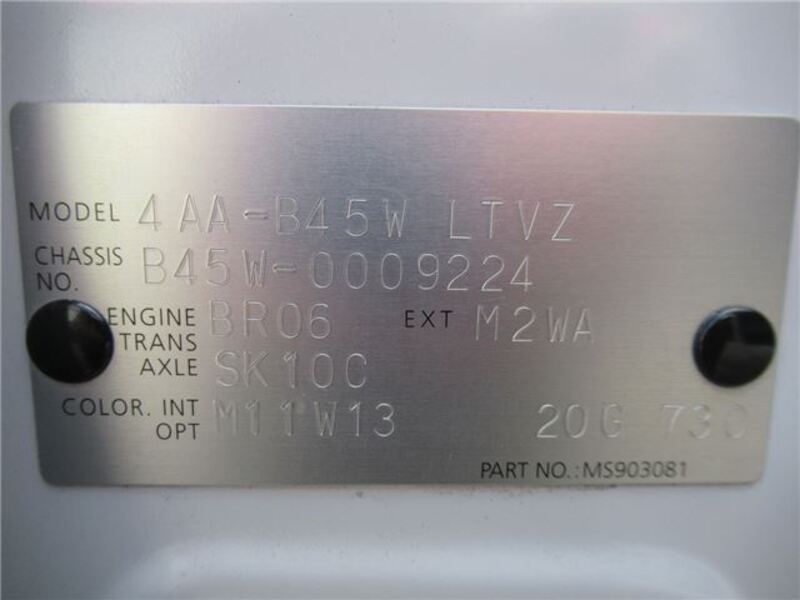 MODEL 4AA-B45W LTVZ
CHASSIS NO. B45W-0009224
ENGINE BR06 EXT M2WA
TRANS AXLE SK10C
COLOR. INT OPT M11W13 20G 730
PART NO.: MS903081